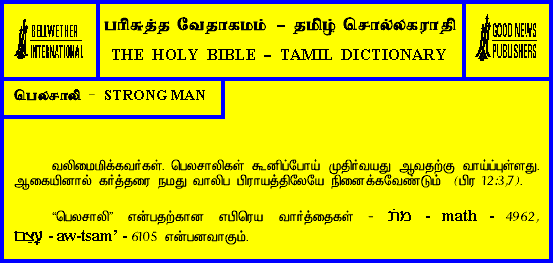 BELLWETHER
INTERNATIONAL
பரிசுத்த வேதாகமம் – தமிழ் சொல்லகராதி
THE HOLY BIBLE – TAMIL DICTIONARY
GOOD NEWS
PUBLISHERS
பெலசாலி - STRONG MAN
வலிமைமிக்கவர்கள். பெலசாலிகள் கூனிப்போய் முதிர்வயது ஆவதற்கு வாய்ப்புள்ளது.
ஆகையினால் கர்த்தரை நமது வாலிப பிராயத்திலேயே நினைக்கவேண்டும் (பிர 12:3,7).
“பெலசாலி” என்பதற்கான எபிரெய வார்த்தைகள் - מת - math - 4962,
עצם - aw-tsam’ - 6105 என்பனவாகும்.